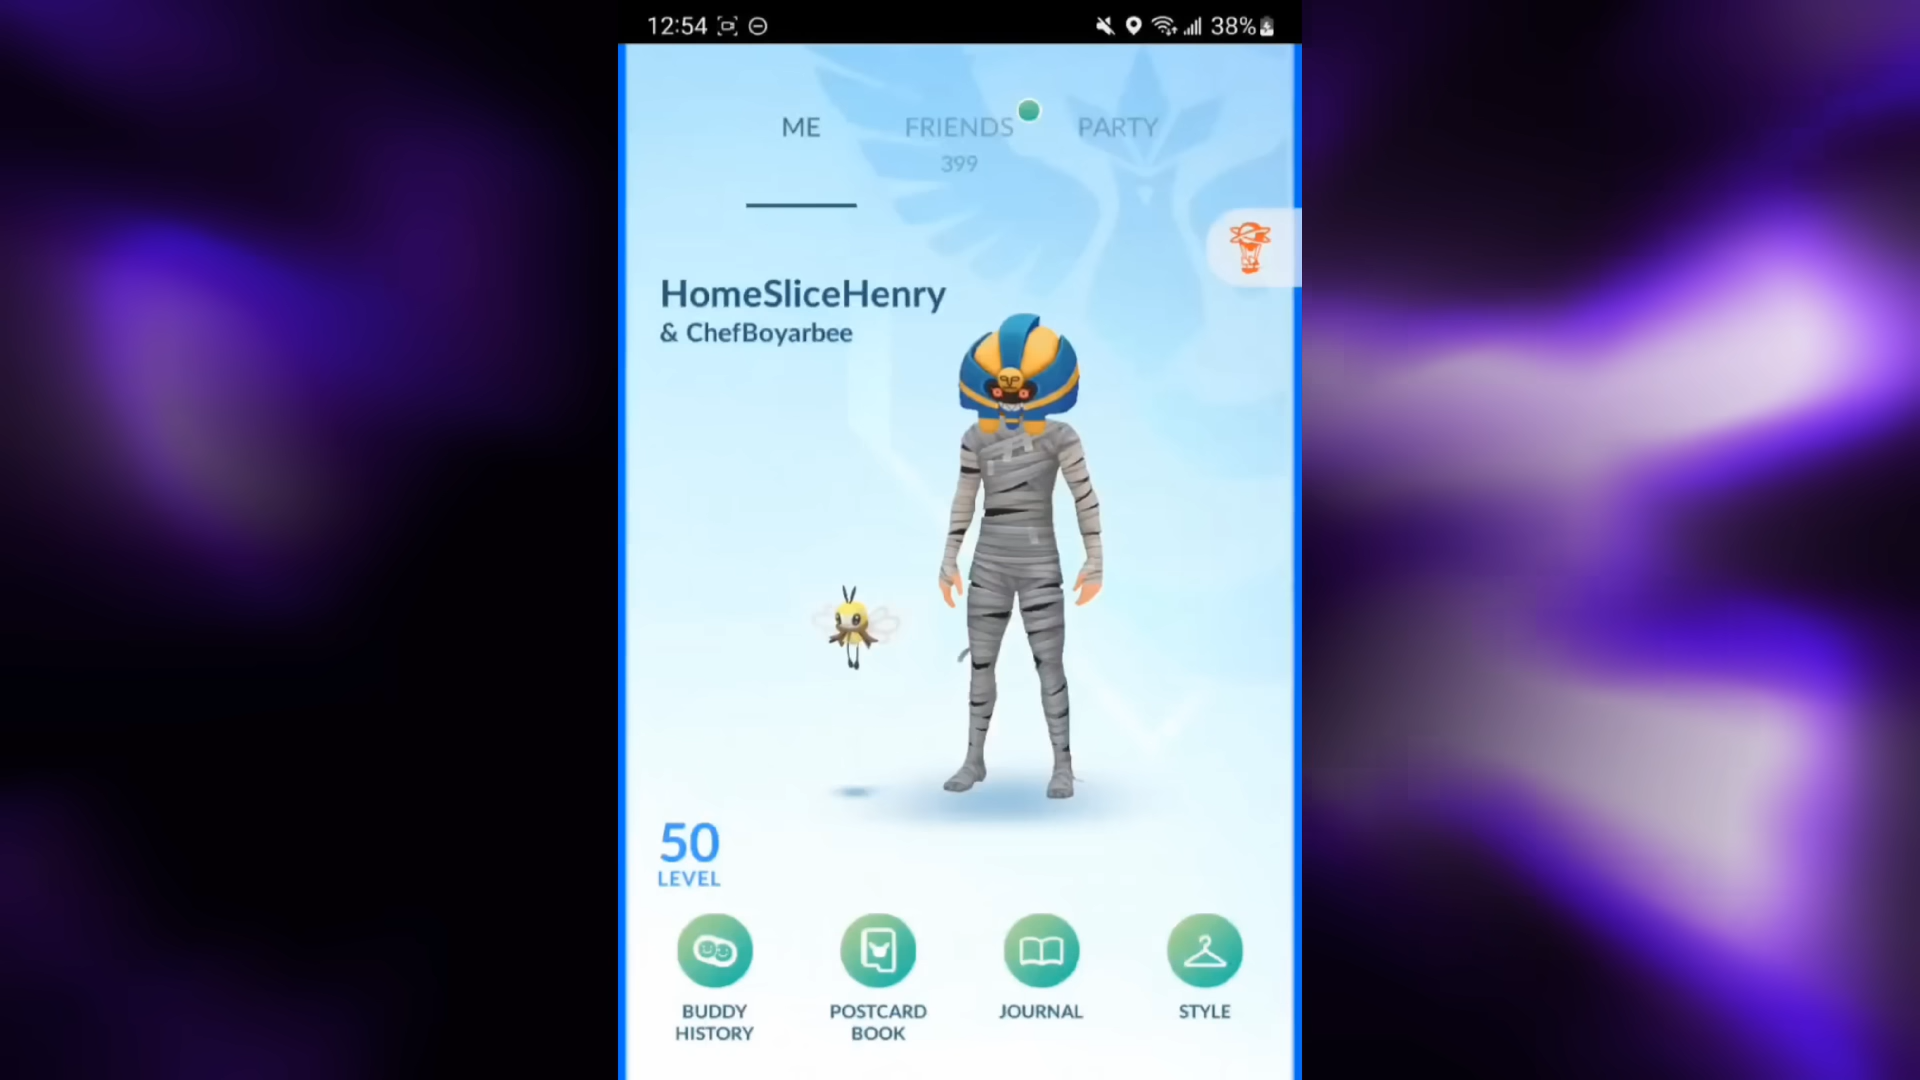 12:54
38%
ME
FRIENDS
PARTY
399
HomeSliceHenry
& ChefBoyarbee
50
LEVEL
BUDDY
HISTORY
POSTCARD
BOOK
JOURNAL
STYLE